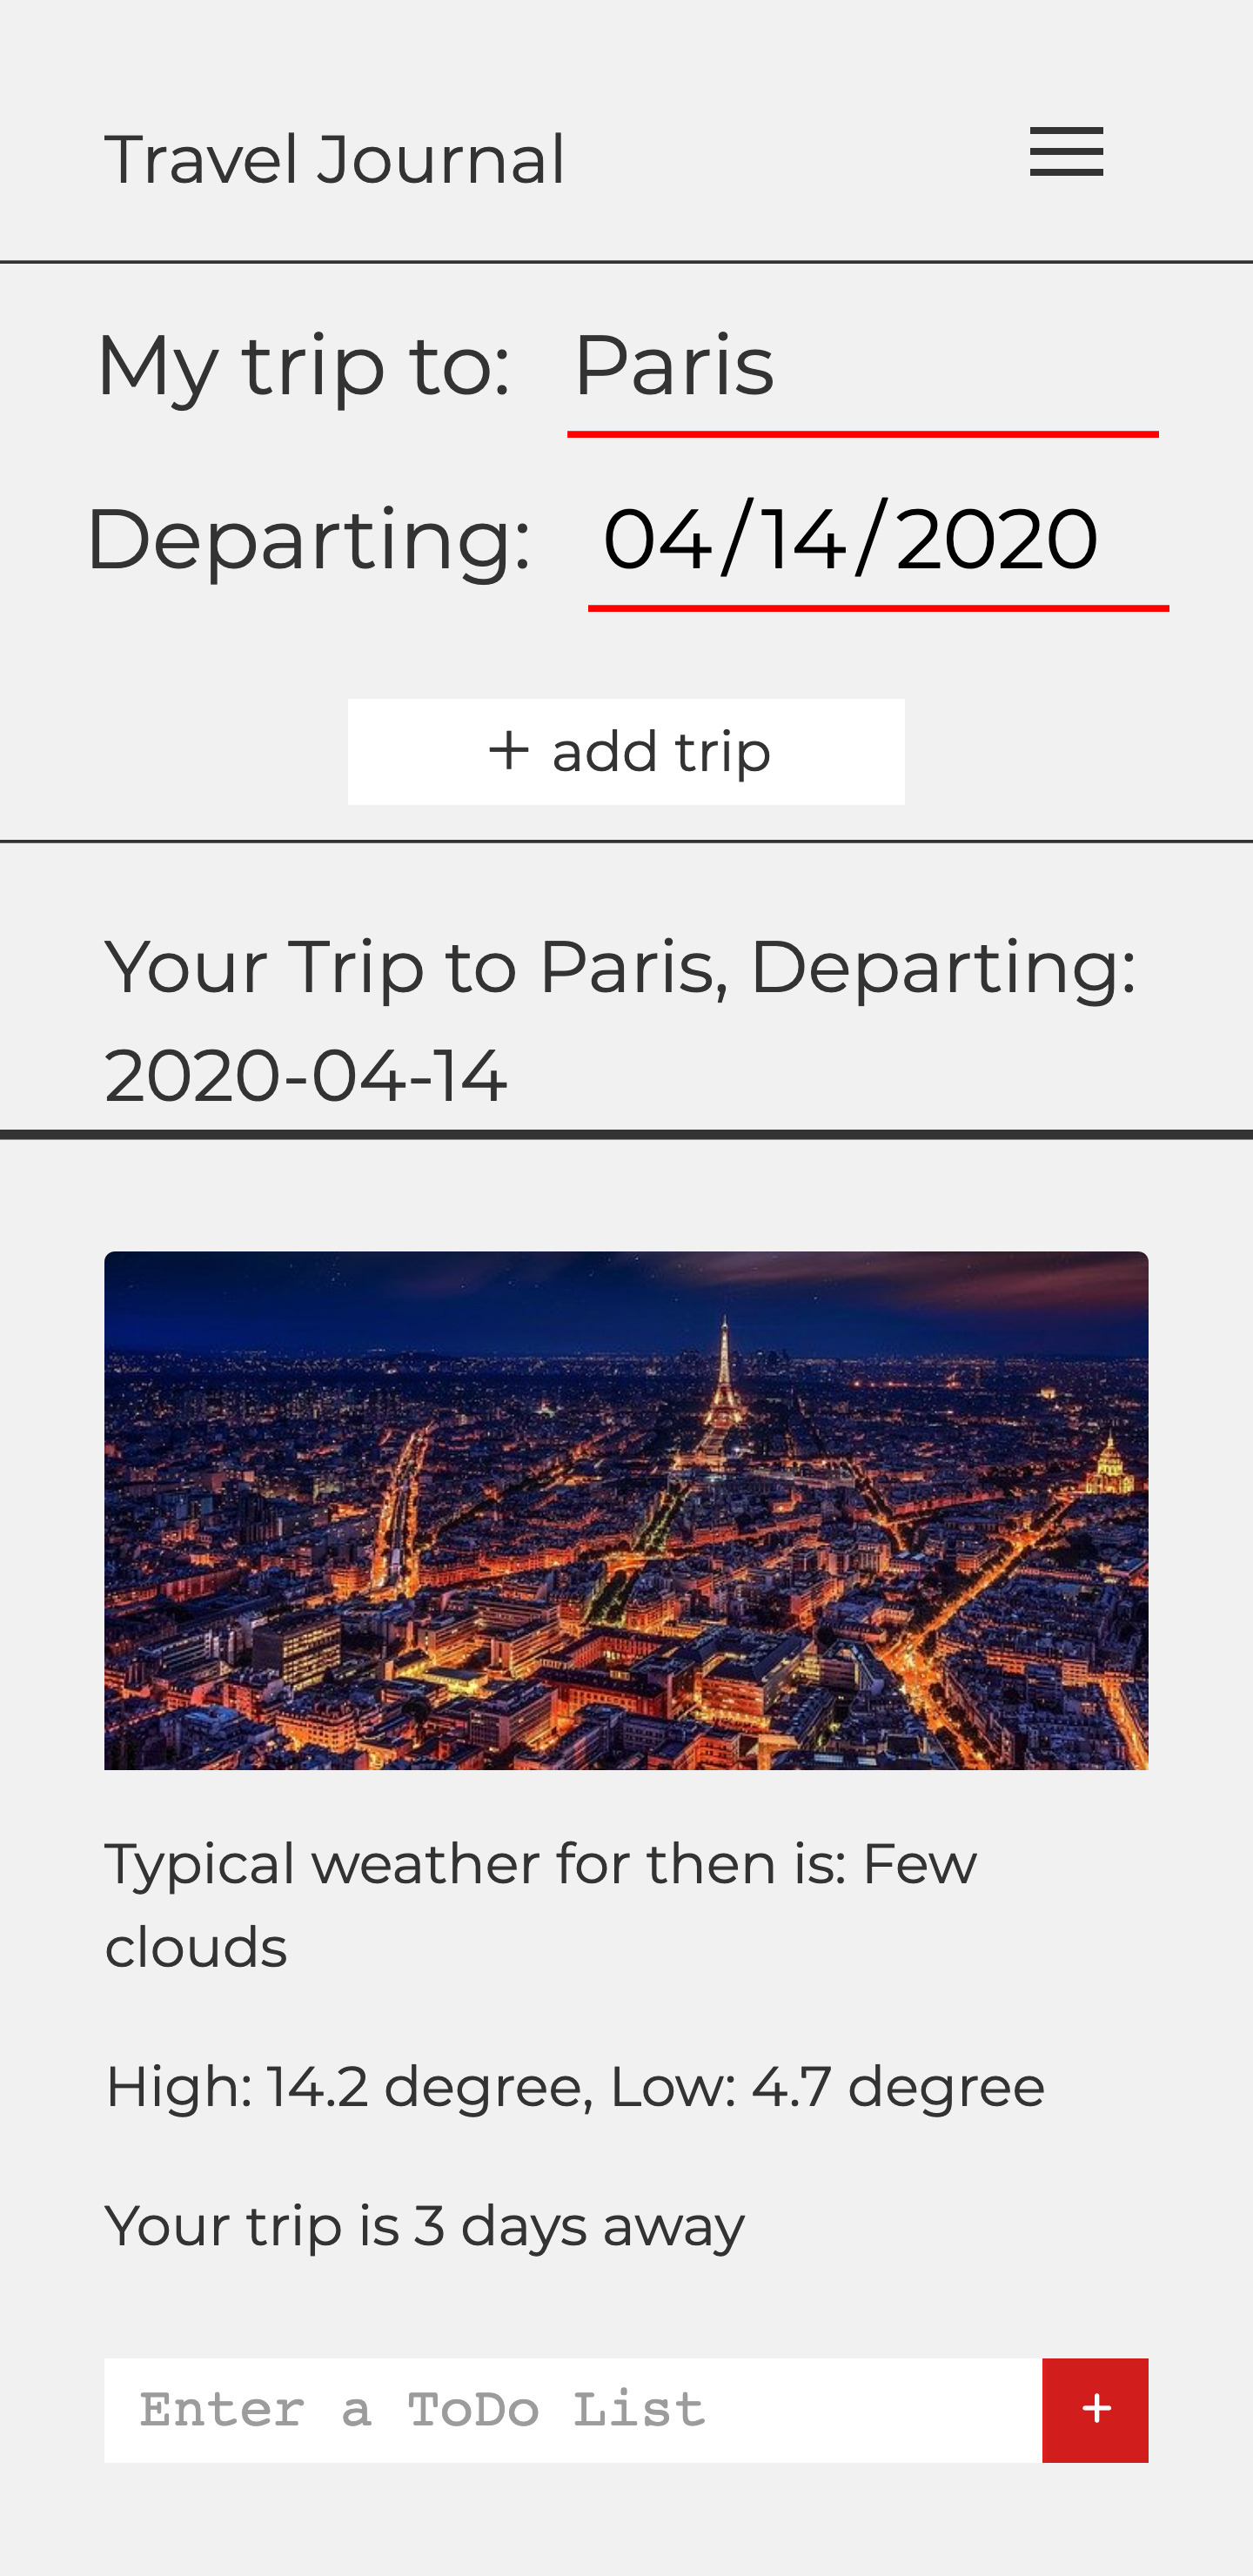 Travel Journal
My trip to: Paris
Departing: 04/14/2020
+ add trip
Your Trip to Paris, Departing:
2020-04-14
Typical weather for then is: Few
clouds
High: 14.2 degree, Low: 4.7 degree
Your trip is 3 days away
Enter a ToDo List +